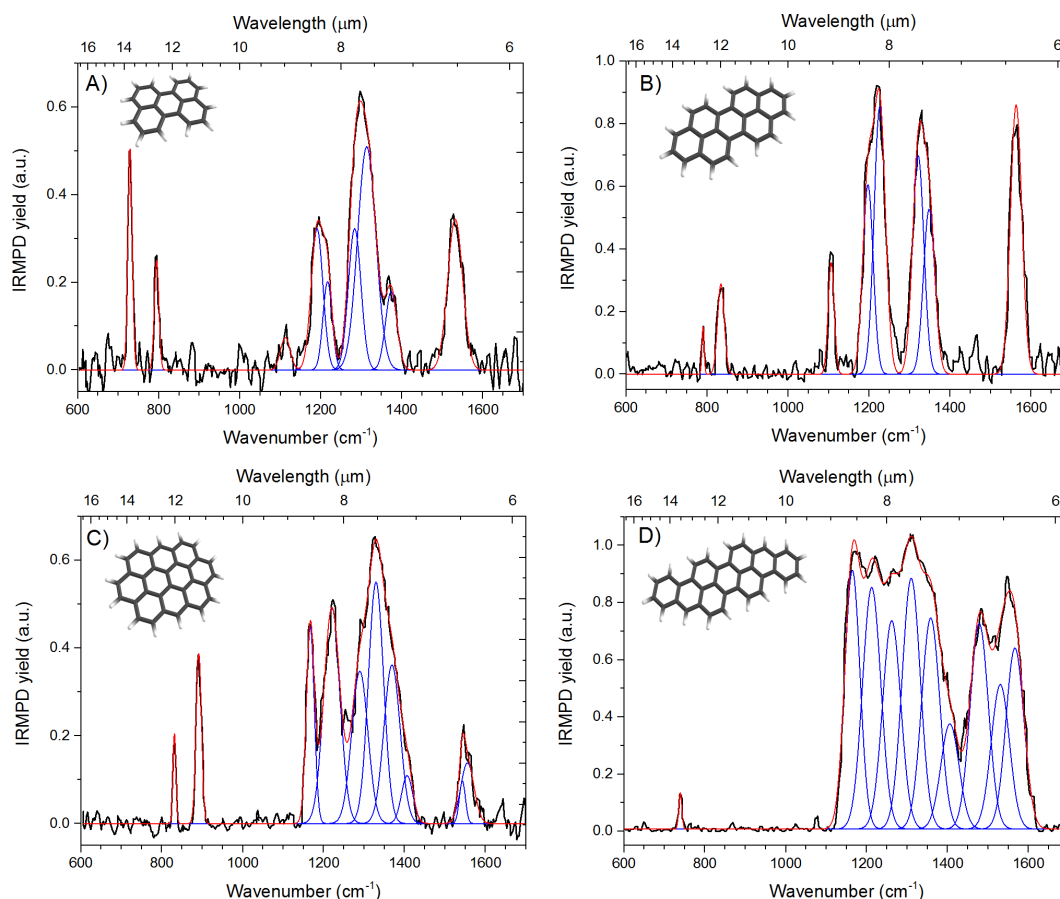 Wavelength (μm)
16 14 12 10 8 6
A)
IRMPD yield (a.u.)
0.6
0.4
0.2
0.0
600 800 1000 1200 1400 1600
Wavenumber (cm⁻¹)
Wavelength (μm)
16 14 12 10 8 6
B)
IRMPD yield (a.u.)
1.0
0.8
0.6
0.4
0.2
0.0
600 800 1000 1200 1400 1600
Wavenumber (cm⁻¹)
Wavelength (μm)
16 14 12 10 8 6
C)
IRMPD yield (a.u.)
0.6
0.4
0.2
0.0
600 800 1000 1200 1400 1600
Wavenumber (cm⁻¹)
Wavelength (μm)
16 14 12 10 8 6
D)
IRMPD yield (a.u.)
1.0
0.8
0.6
0.4
0.2
0.0
600 800 1000 1200 1400 1600
Wavenumber (cm⁻¹)